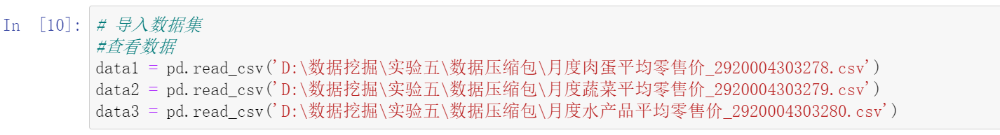 In [10]: # 导入数据集
#查看数据
data1 = pd.read_csv('D:\数据挖掘\实验五\数据压缩包\月度肉蛋平均零售价_2920004303278.csv')
data2 = pd.read_csv('D:\数据挖掘\实验五\数据压缩包\月度蔬菜平均零售价_2920004303279.csv')
data3 = pd.read_csv('D:\数据挖掘\实验五\数据压缩包\月度水产品平均零售价_2920004303280.csv')